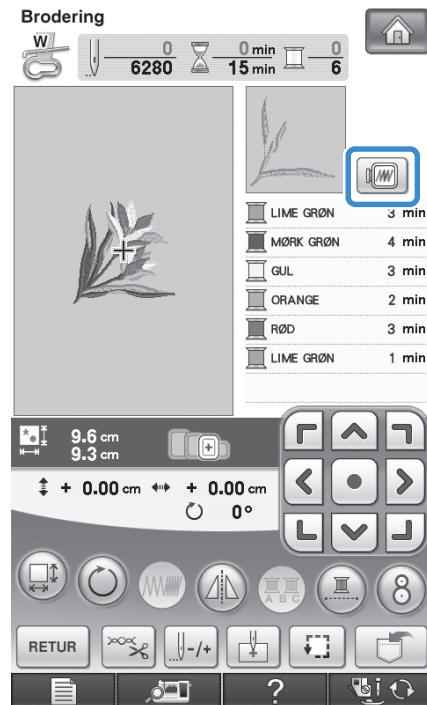 Brodering
W
0 0 min 0
6280 15 min 6
LIME GRØN 3 min
MØRK GRØN 4 min
GUL 3 min
ORANGE 2 min
RØD 3 min
LIME GRØN 1 min
9.6 cm
9.3 cm
+ 0.00 cm + 0.00 cm
0°
A B C
8
RETUR
-/+
?